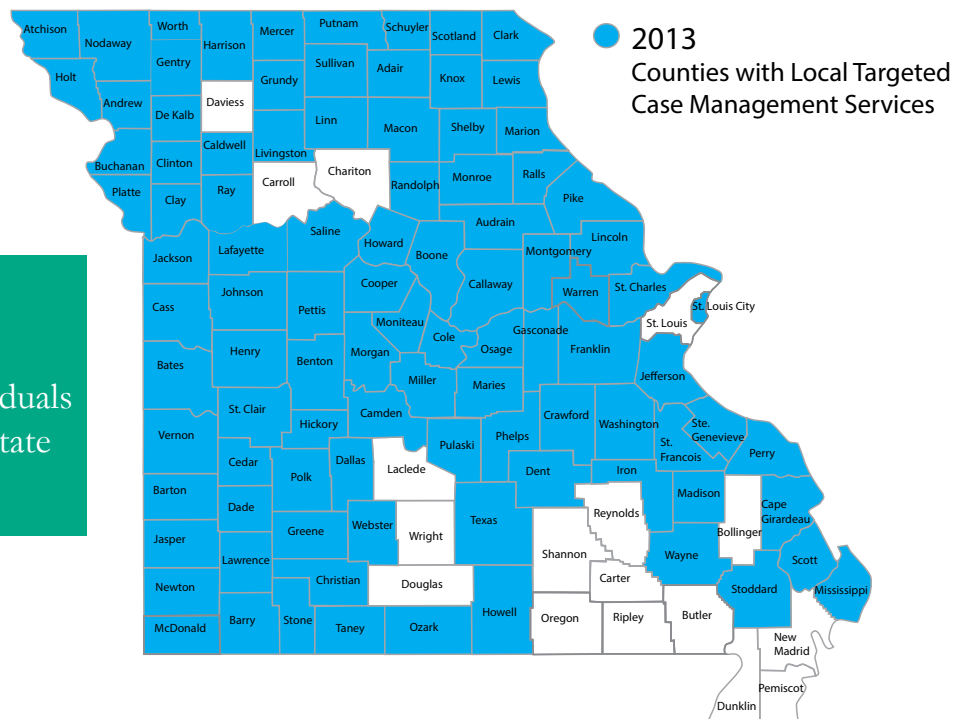 2013
Counties with Local Targeted
Case Management Services
duals
tate
Atchison
Nodaway
Worth
Gentry
Harrison
Mercer
Putnam
Schuyler
Scotland
Clark
Holt
Andrew
De Kalb
Daviess
Grundy
Sullivan
Adair
Knox
Lewis
Buchanan
Clinton
Caldwell
Livingston
Linn
Macon
Shelby
Marion
Platte
Clay
Ray
Carroll
Chariton
Randolph
Monroe
Ralls
Pike
Jackson
Lafayette
Saline
Howard
Boone
Audrain
Montgomery
Lincoln
Cass
Johnson
Pettis
Cooper
Moniteau
Callaway
Warren
St. Charles
St. Louis City
St. Louis
Bates
Henry
Benton
Morgan
Cole
Osage
Gasconade
Franklin
Jefferson
Miller
Maries
Vernon
St. Clair
Hickory
Camden
Pulaski
Phelps
Crawford
Washington
St.
Francois
Ste.
Genevieve
Perry
Barton
Cedar
Polk
Dallas
Laclede
Dent
Iron
Madison
Bollinger
Cape
Girardeau
Jasper
Dade
Greene
Webster
Wright
Texas
Reynolds
Shannon
Wayne
Scott
Newton
Lawrence
Christian
Douglas
Carter
Stoddard
Mississippi
McDonald
Barry
Stone
Taney
Ozark
Howell
Oregon
Ripley
Butler
New
Madrid
Pemiscot
Dunklin